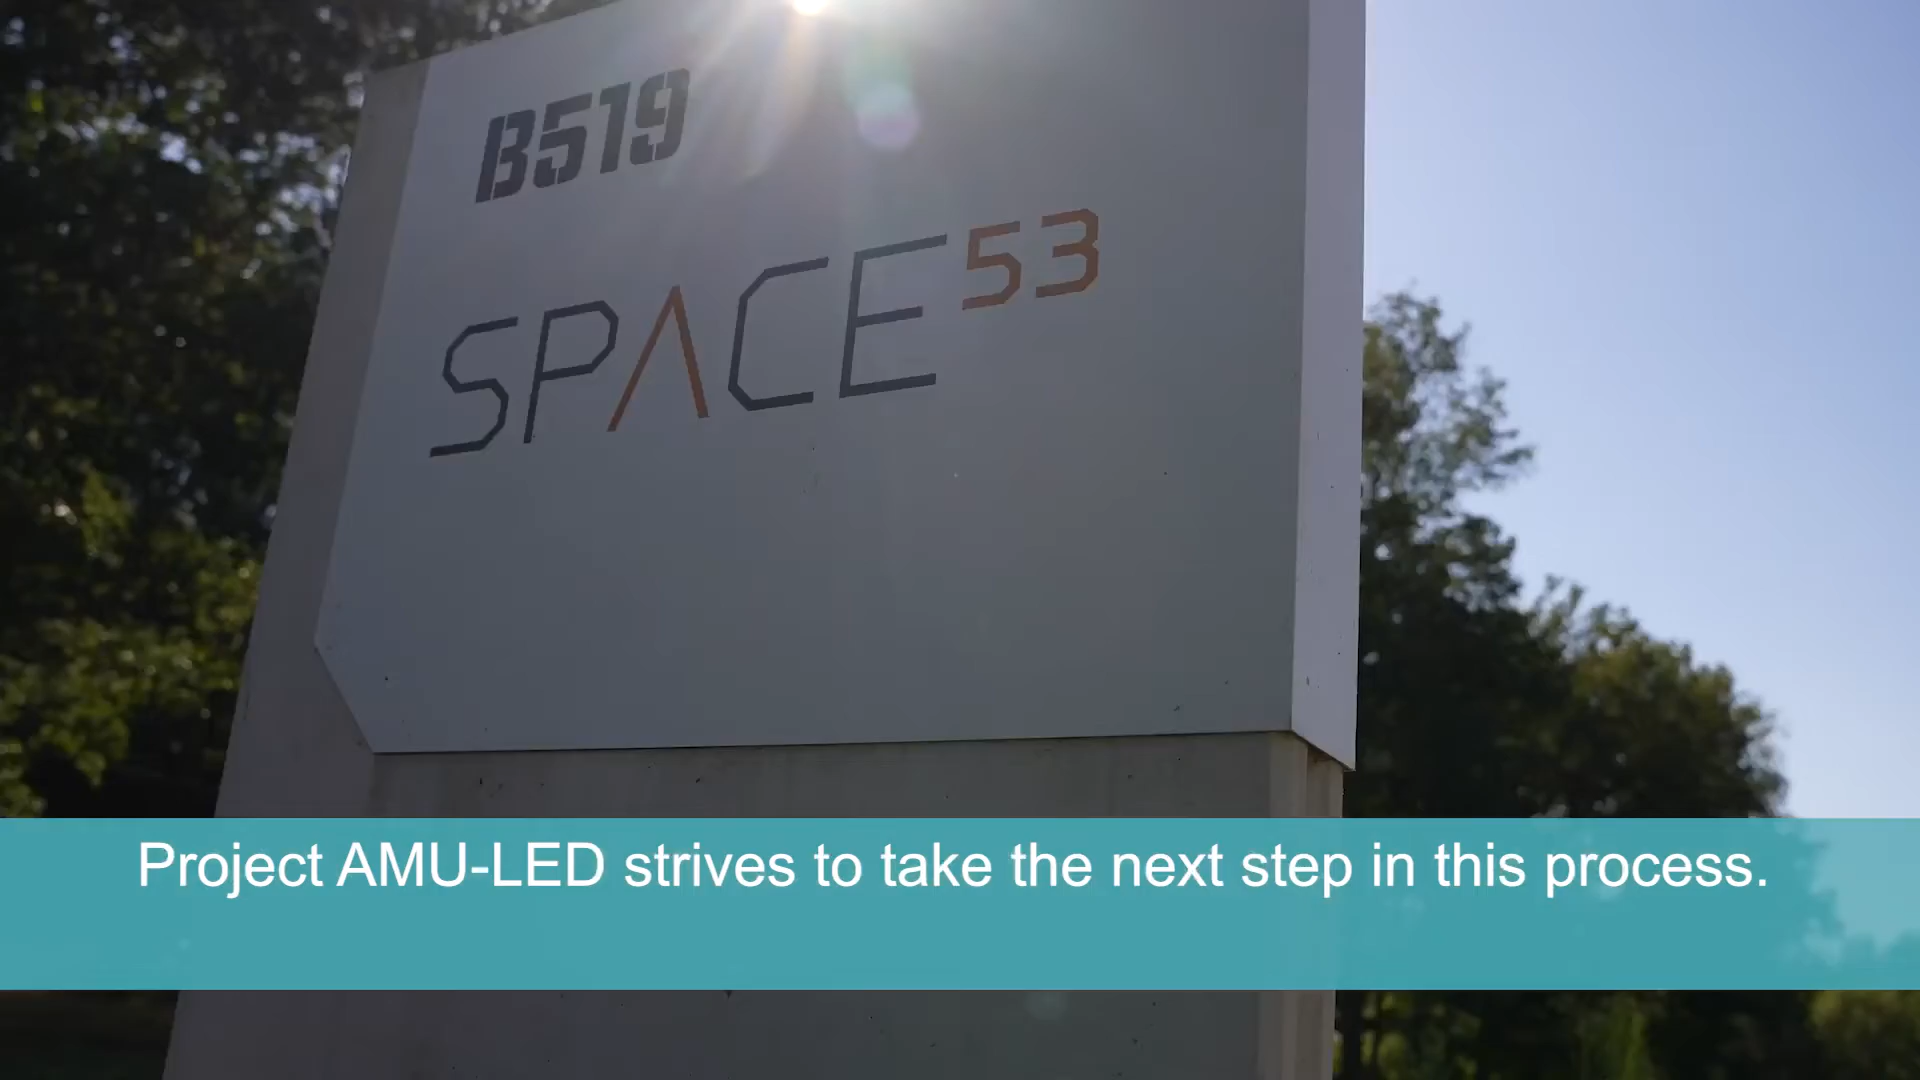 B519
SPACE53
Project AMU-LED strives to take the next step in this process.